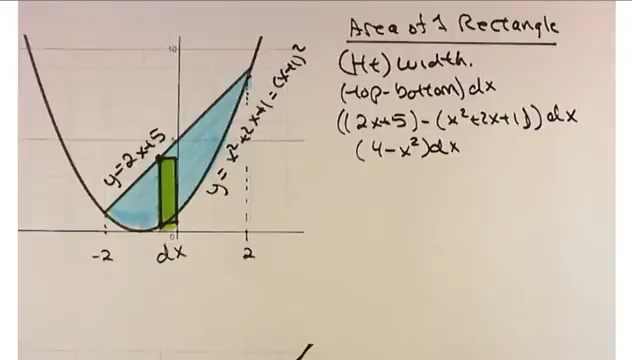 Area of 1 Rectangle
(Ht) width.
(top-bottom)dx
((2x+5)-(x²+2x+1))dx
(4-x²)dx
10
y=2x+5
y=x²+2x+1=(x+1)²
0
-2
dx
2